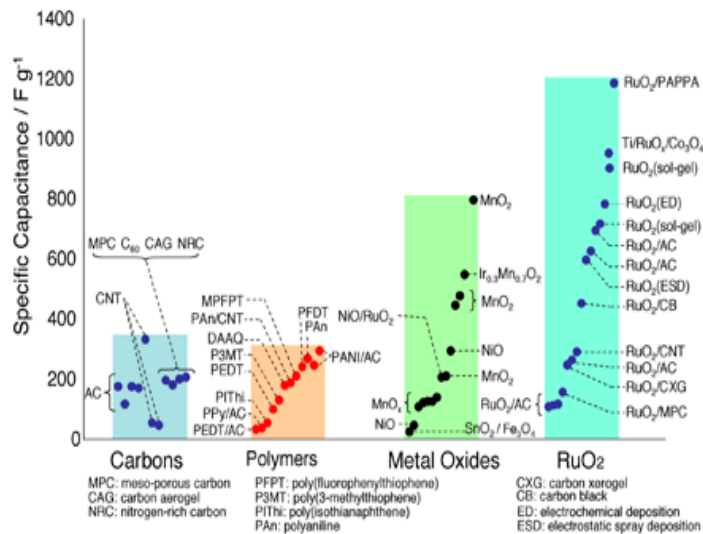 Specific Capacitance / F g-1
1400
1200
1000
800
600
400
200
0
MPC C60 CAG NRC
CNT
AC
MPFPT
PAn/CNT
DAAQ
P3MT
PEDT
PIThi
PPy/AC
PEDT/AC
PFDT
PAn
PANI/AC
MnO2
Ir0.3Mn0.7O2
MnO2
NiO/RuO2
NiO
MnO2
MnOx
NiO
SnO2 / Fe3O4
RuO2/PAPPA
Ti/RuOx/Co3O4
RuO2(sol-gel)
RuO2(ED)
RuO2(sol-gel)
RuO2/AC
RuO2/AC
RuO2(ESD)
RuO2/CB
RuO2/CNT
RuO2/AC
RuO2/CXG
RuO2/MPC
RuO2/AC
Carbons
Polymers
Metal Oxides
RuO2
MPC: meso-porous carbon
CAG: carbon aerogel
NRC: nitrogen-rich carbon
PFPT: poly(fluorophenylthiophene)
P3MT: poly(3-methylthiophene)
PIThi: poly(isothianaphthene)
PAn: polyaniline
CXG: carbon xerogel
CB: carbon black
ED: electrochemical deposition
ESD: electrostatic spray deposition